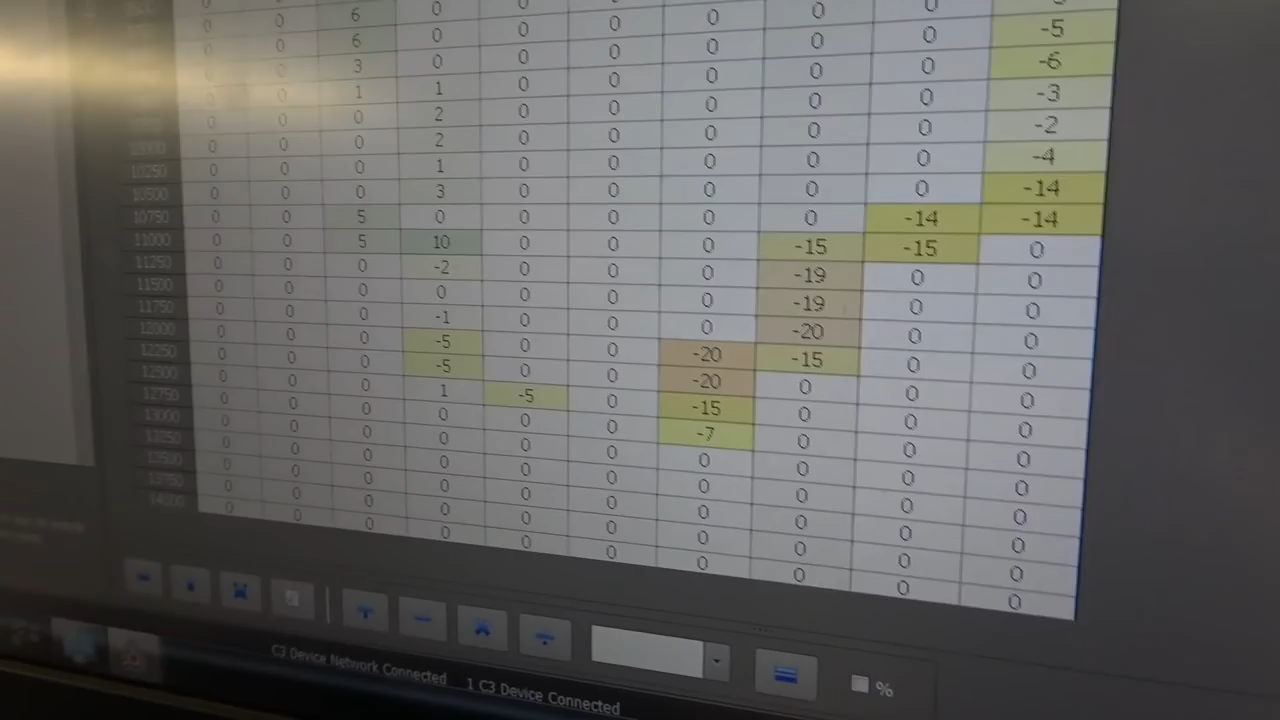 0 0 6 0 0 0 0 0 0
0 0 3 0 0 0 0 0 0 -5
0 0 1 1 0 0 0 0 0 -6
0 0 0 2 0 0 0 0 0 -3
10000 0 0 0 2 0 0 0 0 0 -2
10250 0 0 0 1 0 0 0 0 0 -4
10500 0 0 0 3 0 0 0 0 0 -14
10750 0 0 5 0 0 0 0 0 -14 -14
11000 0 0 5 10 0 0 0 -15 -15 0
11250 0 0 0 -2 0 0 0 -19 0 0
11500 0 0 0 0 0 0 0 -19 0 0
11750 0 0 0 -1 0 0 0 -20 0 0
12000 0 0 0 -5 0 0 -20 -15 0 0
12250 0 0 0 -5 0 0 -20 0 0 0
12500 0 0 0 1 -5 0 -15 0 0 0
12750 0 0 0 0 0 0 -7 0 0 0
13000 0 0 0 0 0 0 0 0 0 0
13250 0 0 0 0 0 0 0 0 0 0
13500 0 0 0 0 0 0 0 0 0 0
13750 0 0 0 0 0 0 0 0 0 0
14000 0 0 0 0 0 0 0 0 0 0
%
C3 Device Network Connected 1 C3 Device Connected